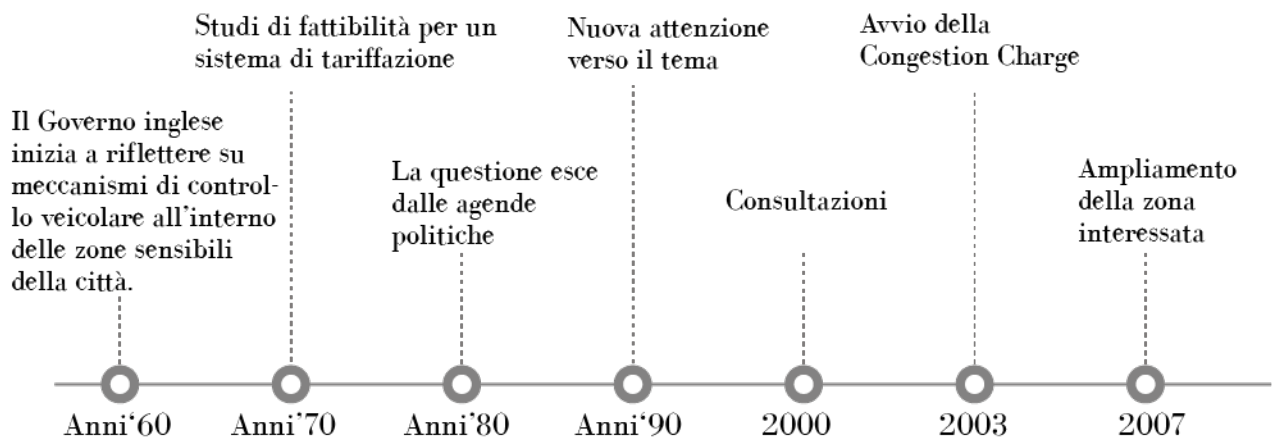 Il Governo inglese
inizia a riflettere su
meccanismi di control-
lo veicolare all'interno
delle zone sensibili
della città.
Studi di fattibilità per un
sistema di tariffazione
La questione esce
dalle agende
politiche
Nuova attenzione
verso il tema
Consultazioni
Avvio della
Congestion Charge
Ampliamento
della zona
interessata
Anni‘60
Anni'70
Anni'80
Anni‘90
2000
2003
2007